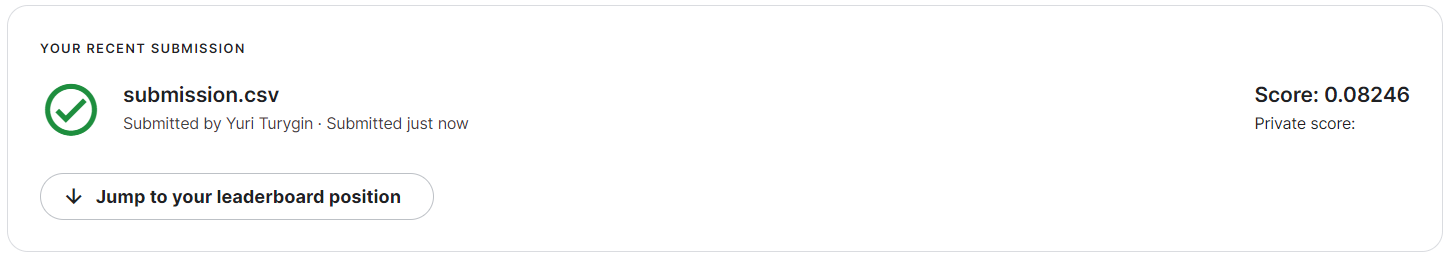 YOUR RECENT SUBMISSION
submission.csv
Score: 0.08246
Submitted by Yuri Turygin · Submitted just now
Private score:
Jump to your leaderboard position